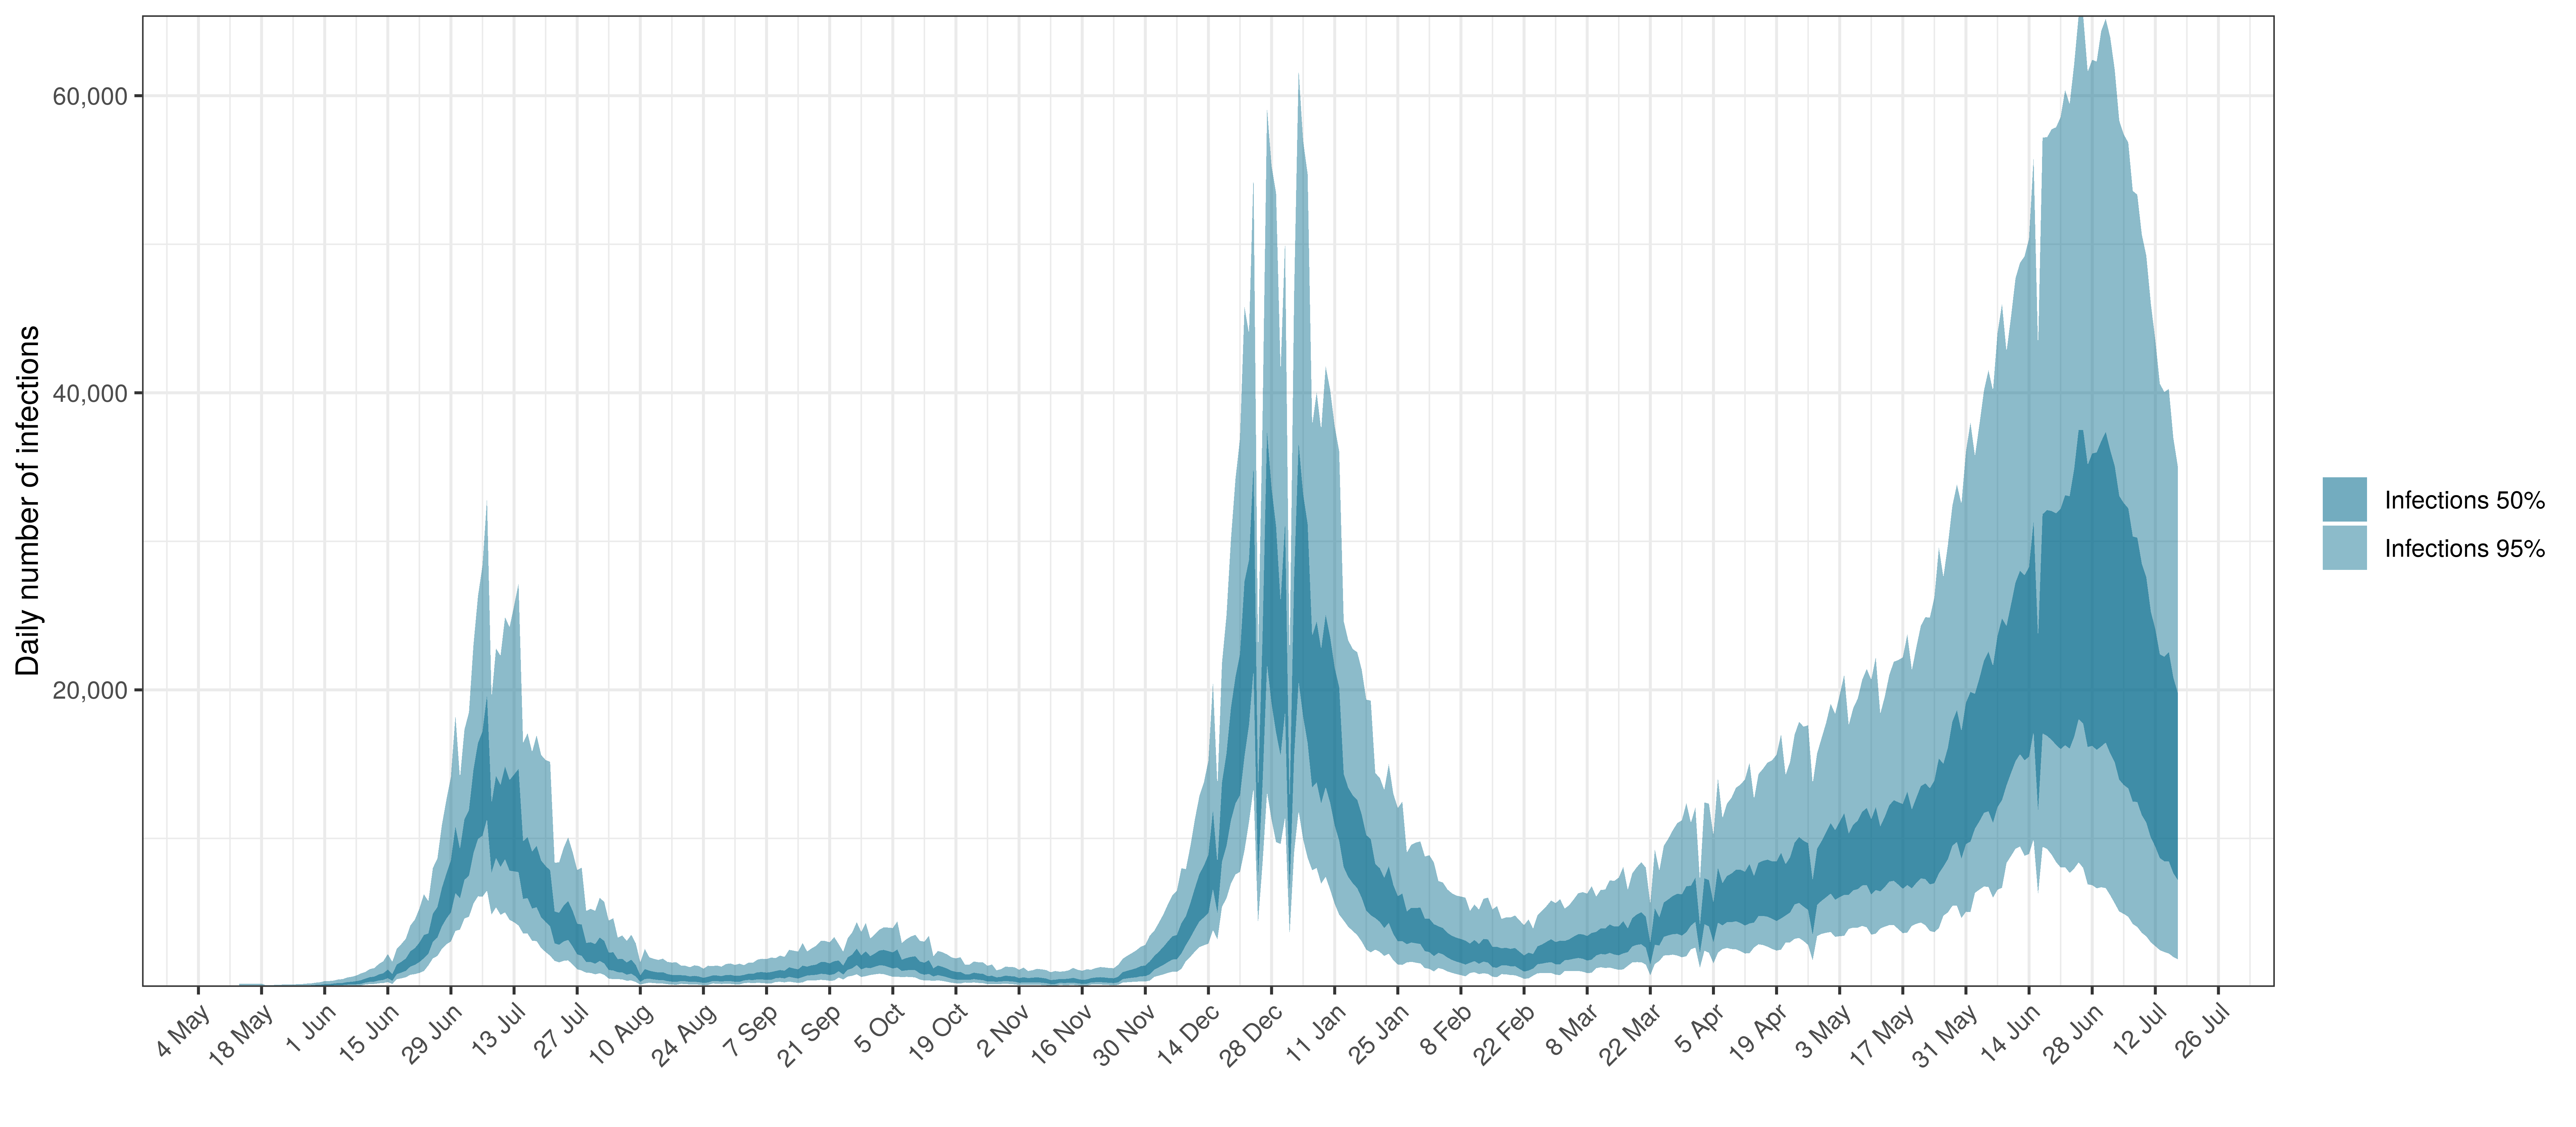 Daily number of infections
60,000
40,000
20,000
4 May
18 May
1 Jun
15 Jun
29 Jun
13 Jul
27 Jul
10 Aug
24 Aug
7 Sep
21 Sep
5 Oct
19 Oct
2 Nov
16 Nov
30 Nov
14 Dec
28 Dec
11 Jan
25 Jan
8 Feb
22 Feb
8 Mar
22 Mar
5 Apr
19 Apr
3 May
17 May
31 May
14 Jun
28 Jun
12 Jul
26 Jul
Infections 50%
Infections 95%